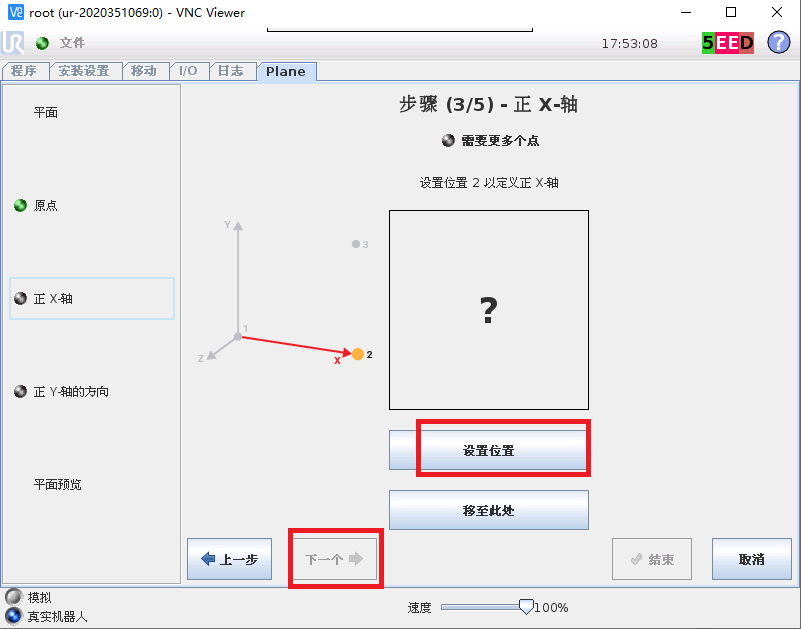 root (ur-2020351069:0) - VNC Viewer
文件
17:53:08
5EED
?
程序 安装设置 移动 I/O 日志 Plane
平面
原点
正 X-轴
正 Y-轴的方向
平面预览
步骤 (3/5) - 正 X-轴
需要更多个点
设置位置 2 以定义正 X-轴
Y
3
1
Z
X
2
?
设置位置
移至此处
上一步
下一个
结束
取消
模拟
真实机器人
速度
100%